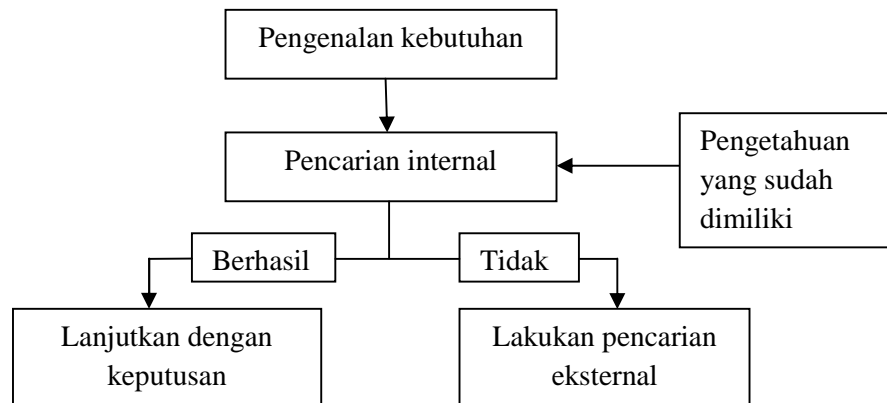 Pengenalan kebutuhan
Pencarian internal
Pengetahuan
yang sudah
dimiliki
Berhasil
Tidak
Lanjutkan dengan
keputusan
Lakukan pencarian
eksternal